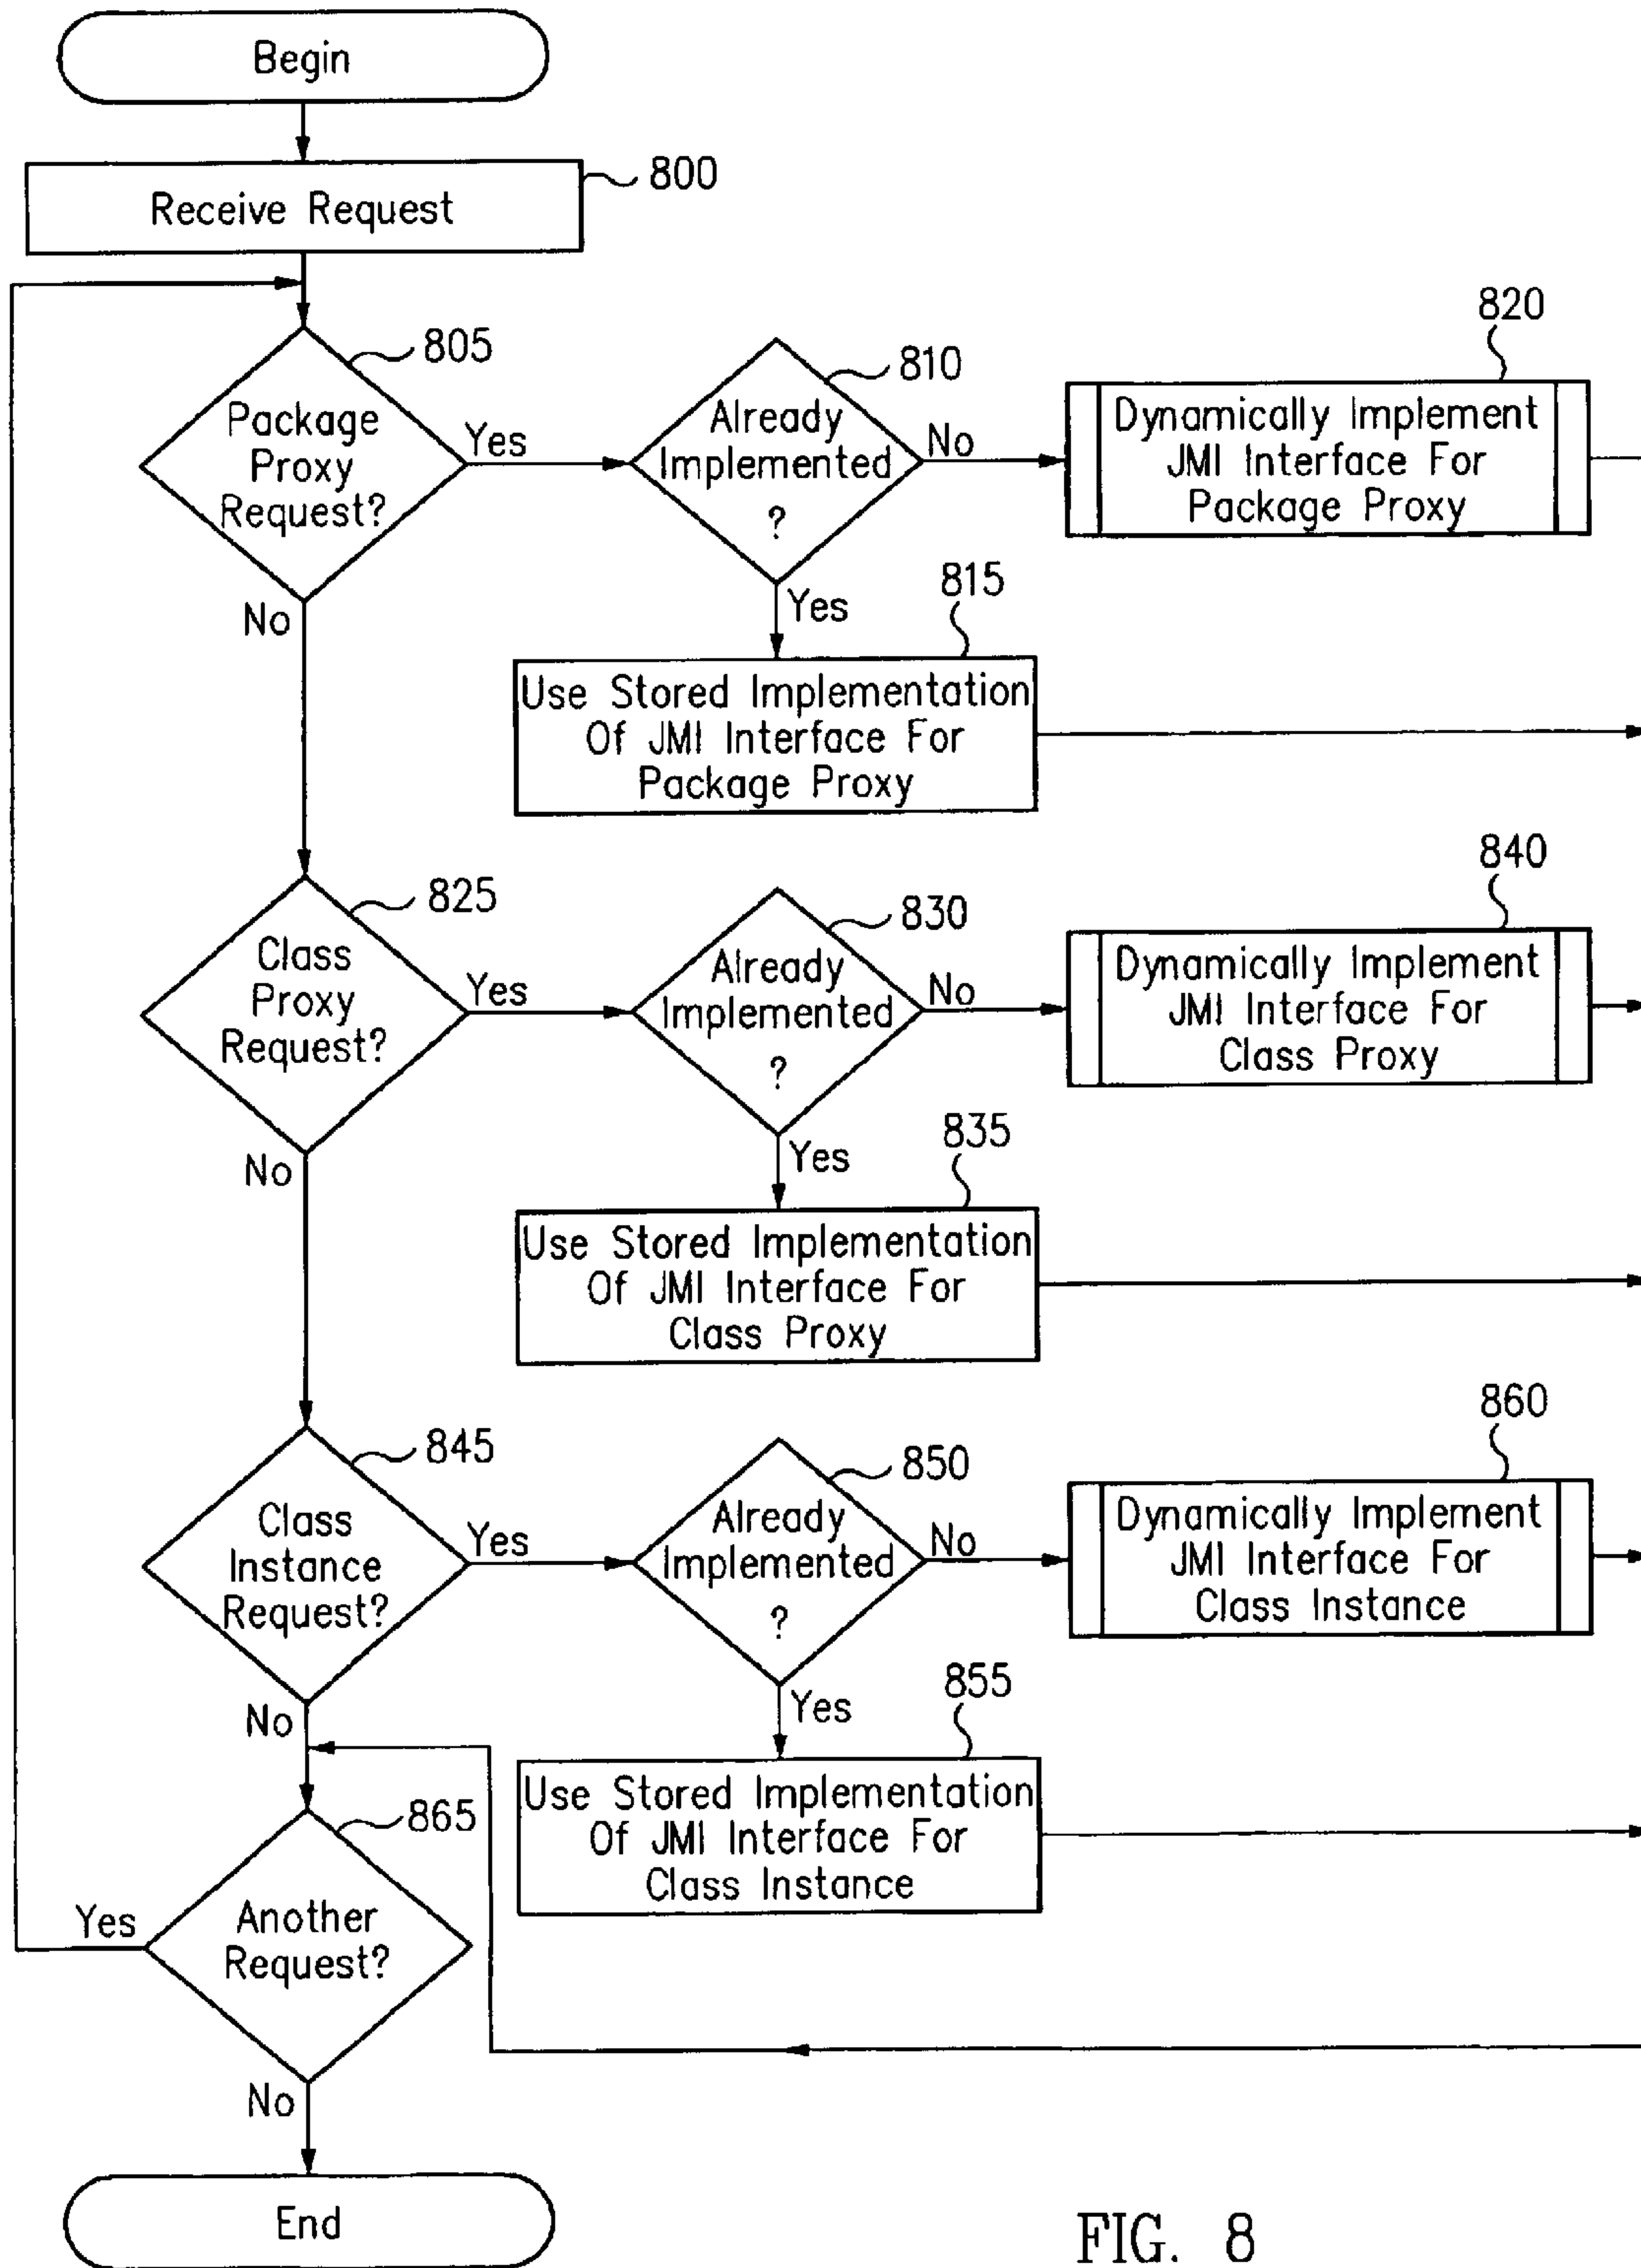 Begin
Receive Request
800
805
Package
Proxy
Request?
Yes
No
810
Already
Implemented
?
No
Yes
820
Dynamically Implement
JMI Interface For
Package Proxy
815
Use Stored Implementation
Of JMI Interface For
Package Proxy
825
Class
Proxy
Request?
Yes
No
830
Already
Implemented
?
No
Yes
840
Dynamically Implement
JMI Interface For
Class Proxy
835
Use Stored Implementation
Of JMI Interface For
Class Proxy
845
Class
Instance
Request?
Yes
No
850
Already
Implemented
?
No
Yes
860
Dynamically Implement
JMI Interface For
Class Instance
855
Use Stored Implementation
Of JMI Interface For
Class Instance
865
Another
Request?
Yes
No
End
FIG. 8